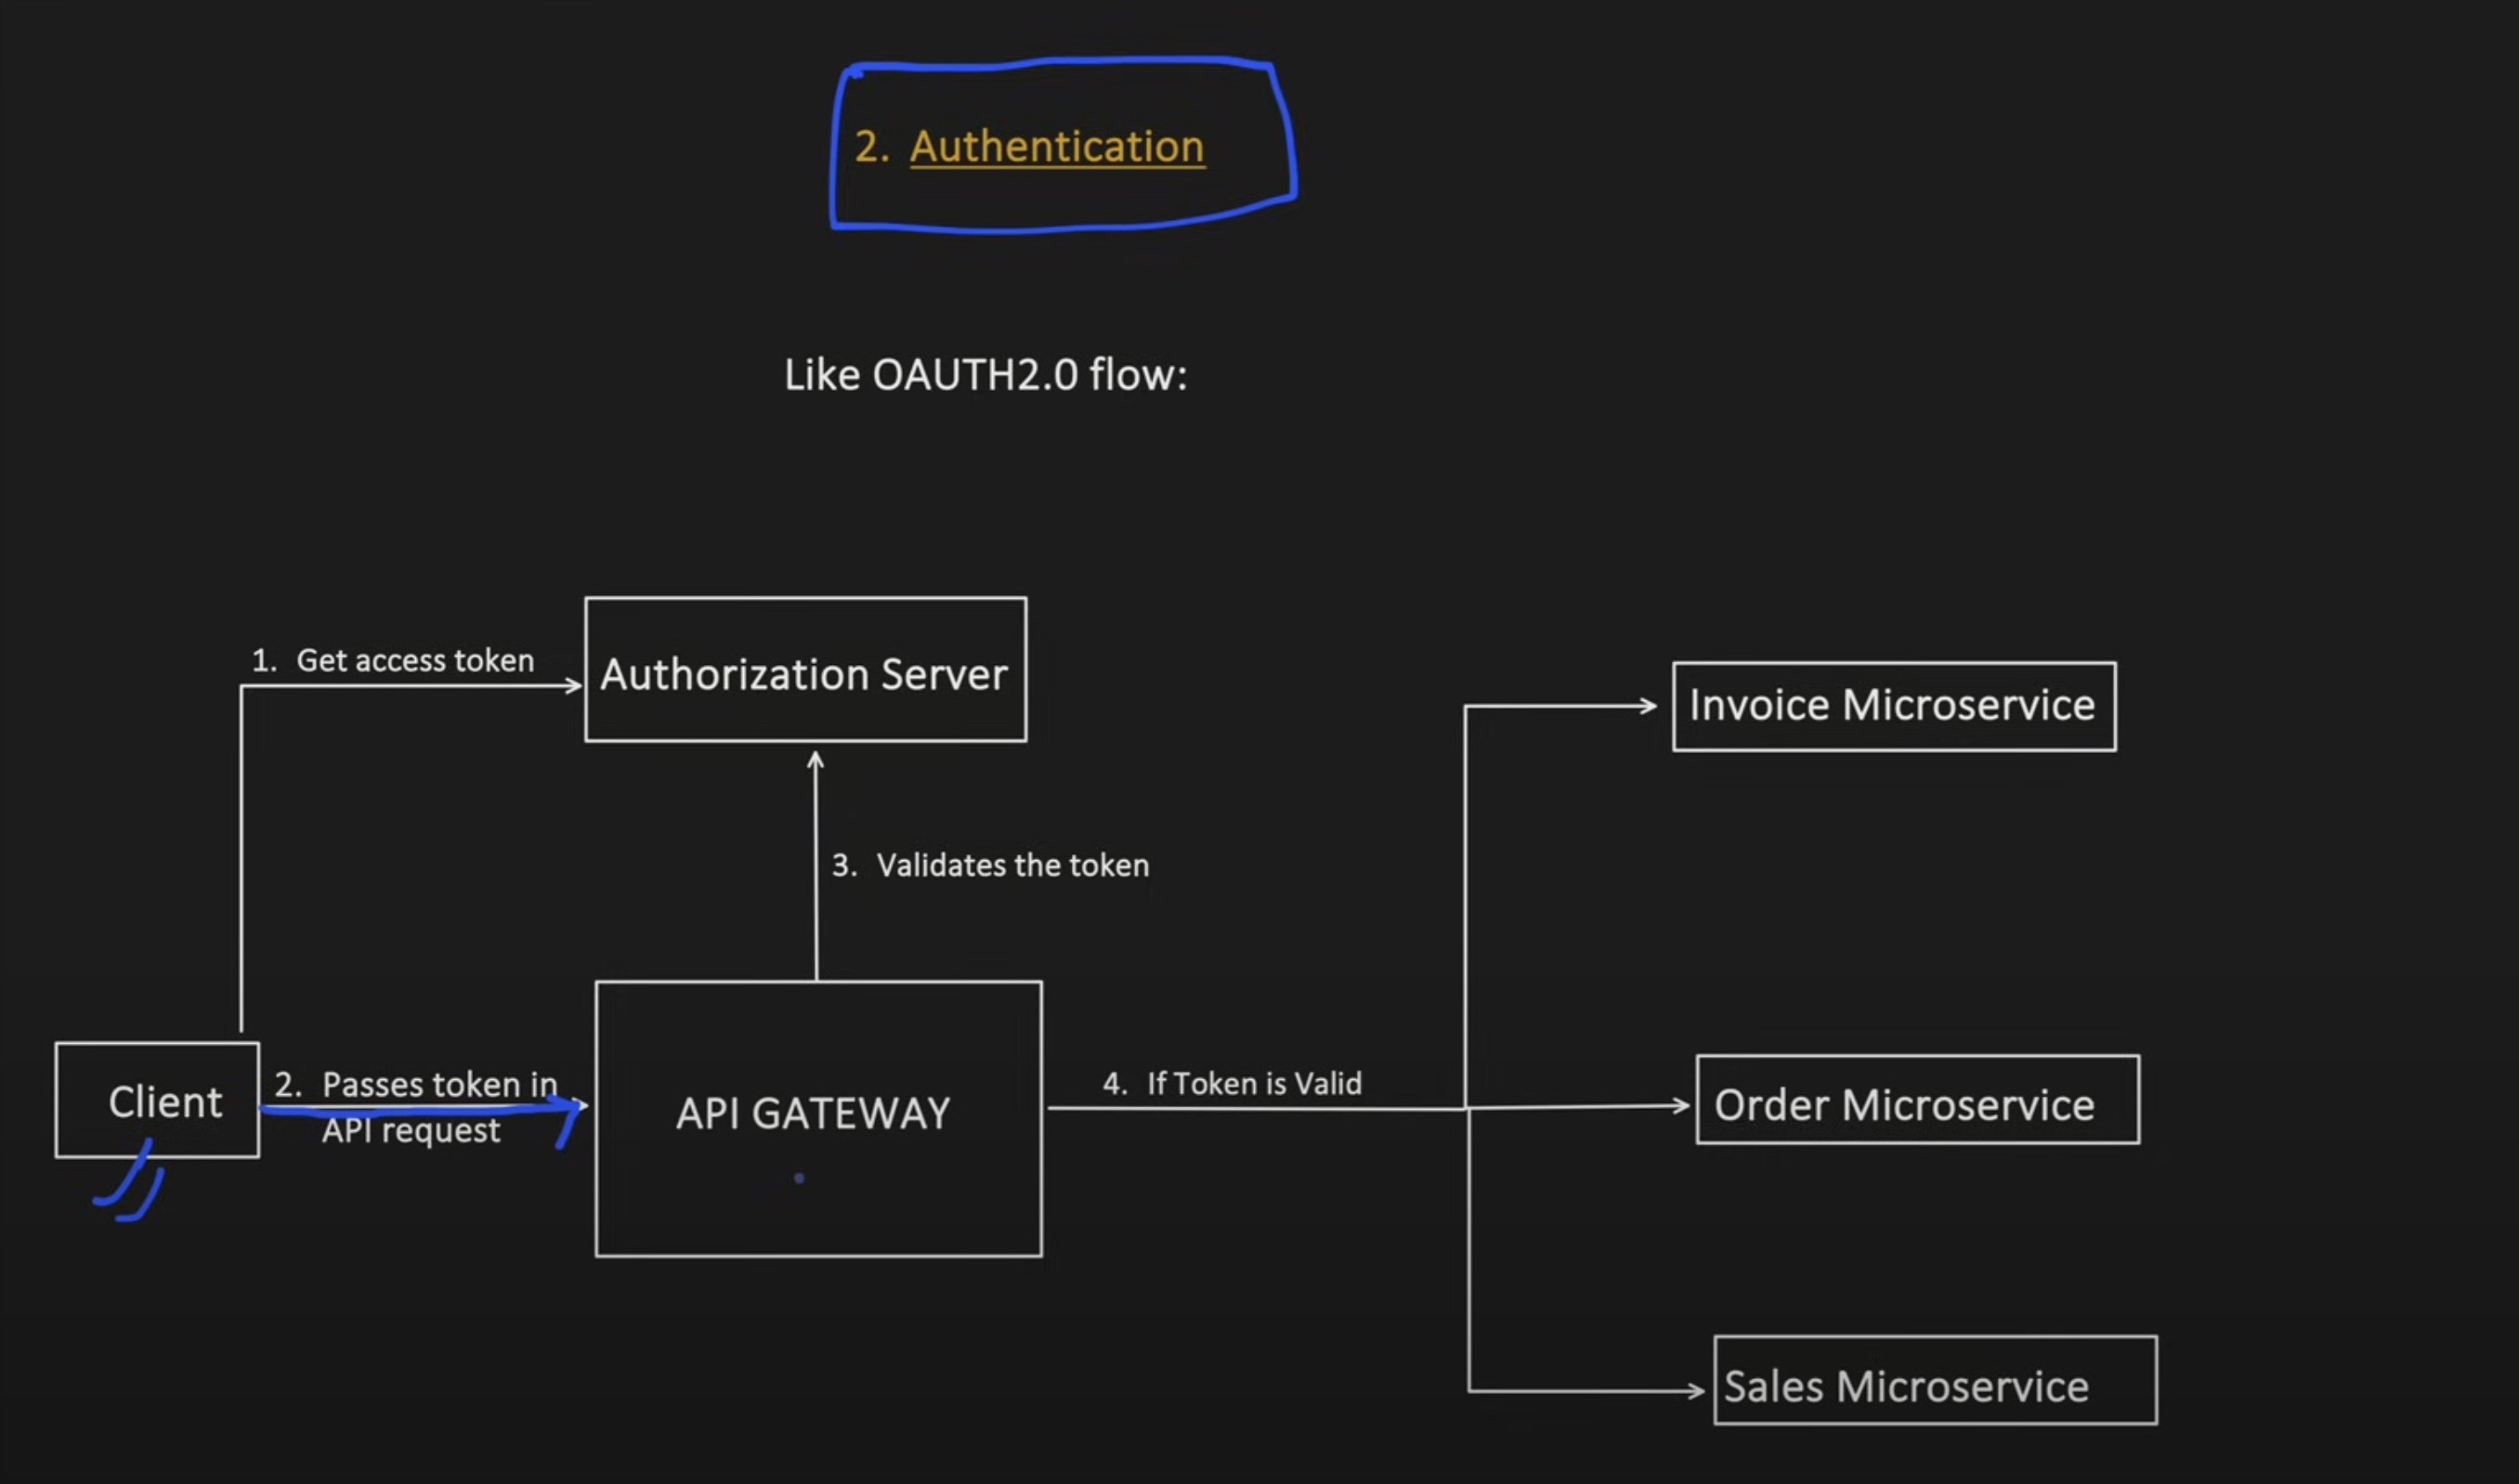 2. Authentication
Like OAUTH2.0 flow:
1. Get access token
Authorization Server
Invoice Microservice
3. Validates the token
Client
2. Passes token in
API request
API GATEWAY
4. If Token is Valid
Order Microservice
Sales Microservice